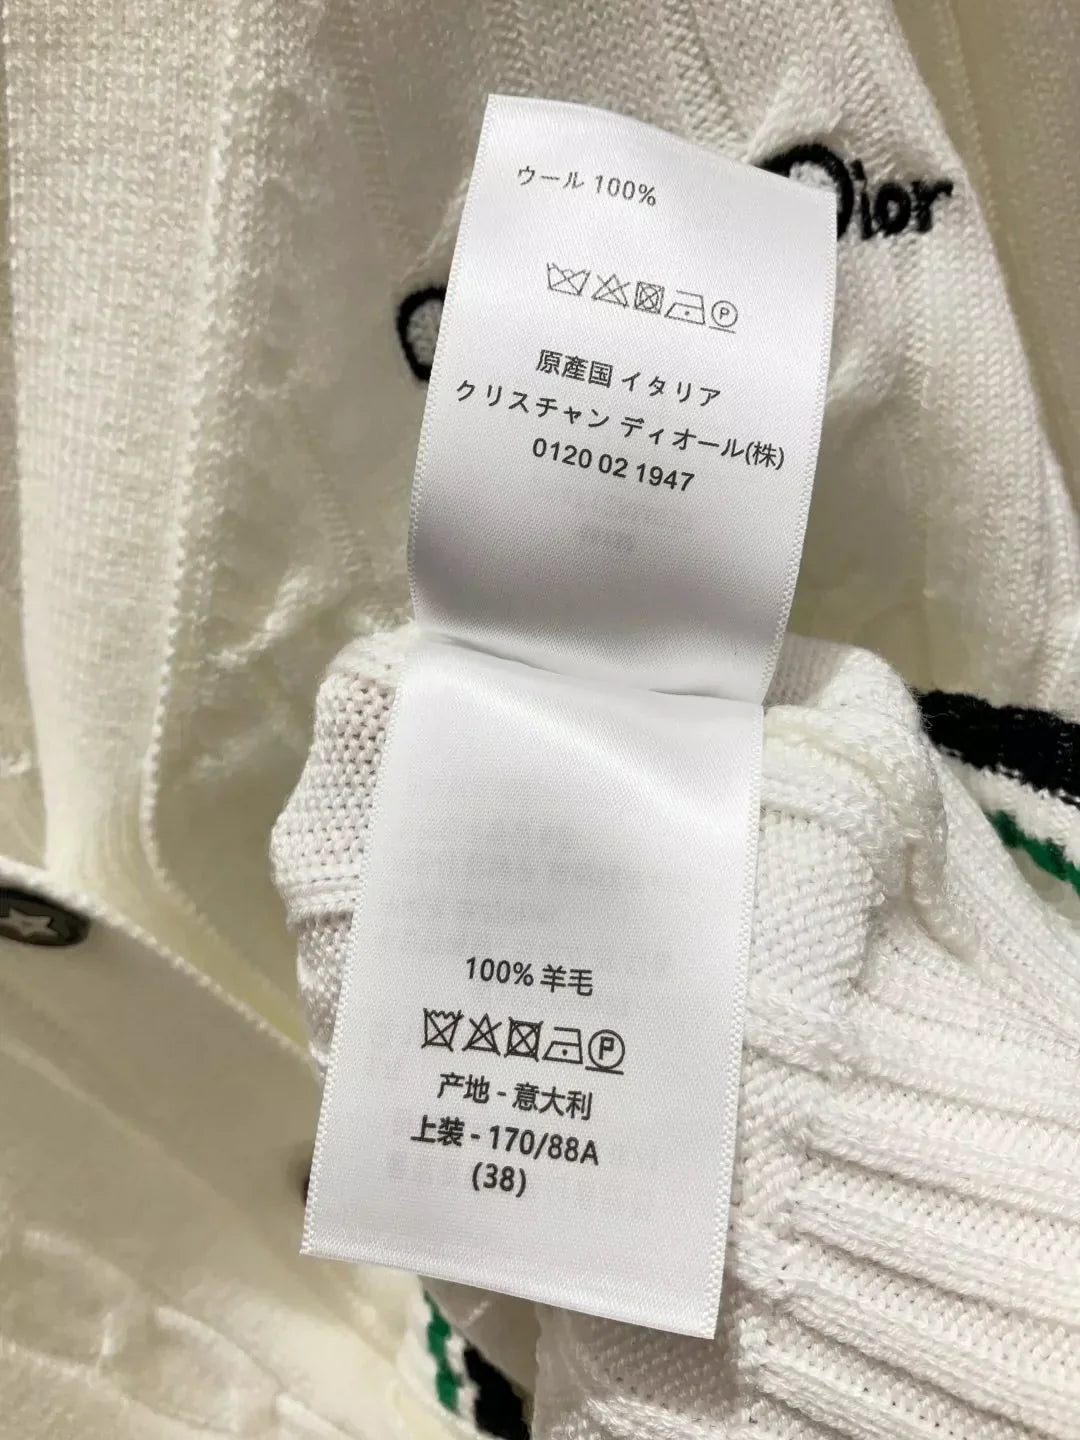 Dior
ウール 100%
P
原產国 イタリア
クリスチャン ディオール(株)
0120 02 1947
100% 羊毛
P
产地 - 意大利
上装 - 170/88A
(38)